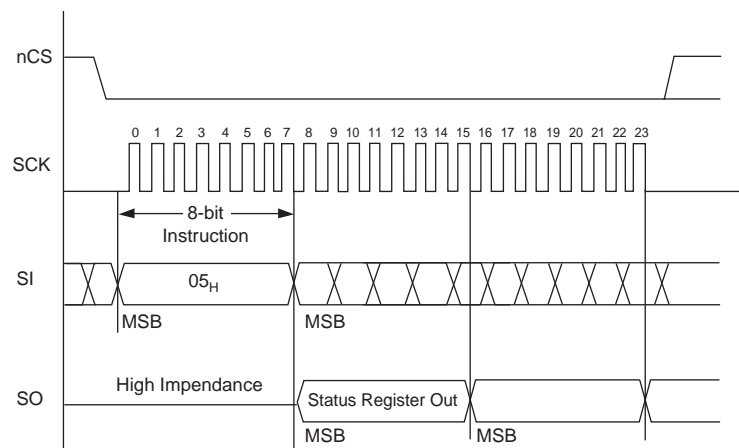 nCS
0 1 2 3 4 5 6 7 8 9 10 11 12 13 14 15 16 17 18 19 20 21 22 23
SCK
8-bit
Instruction
SI
05H
MSB
MSB
High Impendance
SO
Status Register Out
MSB
MSB